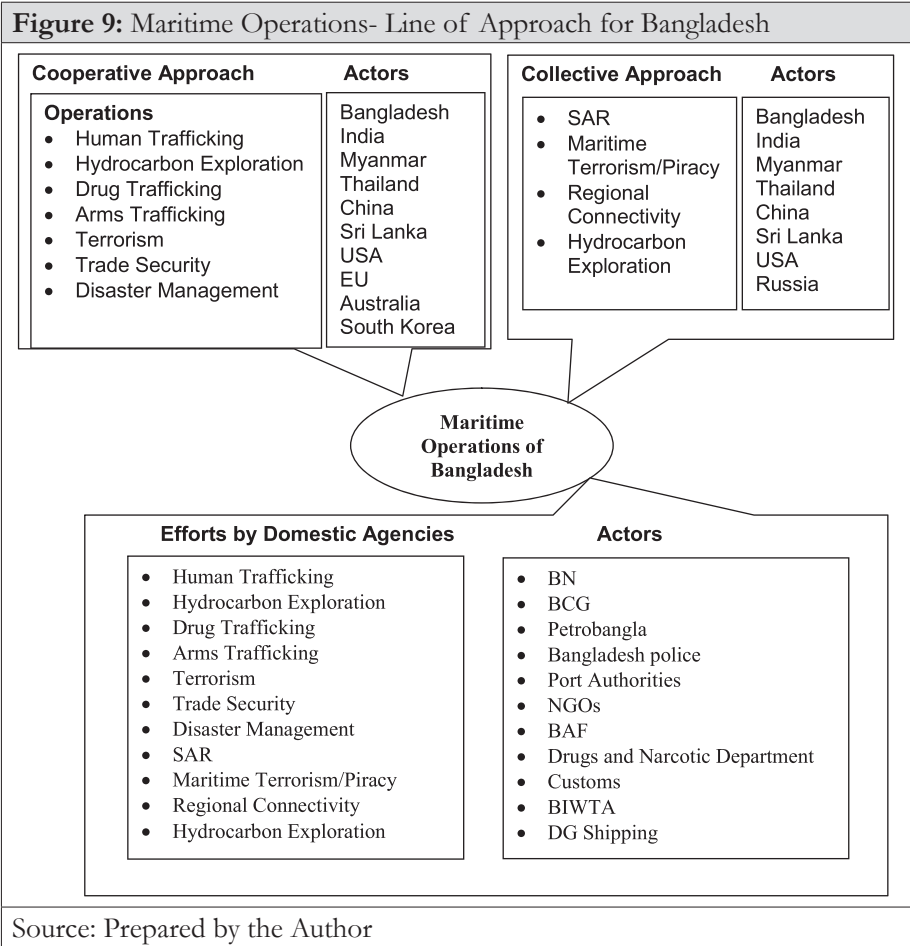 Figure 9: Maritime Operations- Line of Approach for Bangladesh
Cooperative Approach
Actors
Operations
• Human Trafficking
• Hydrocarbon Exploration
• Drug Trafficking
• Arms Trafficking
• Terrorism
• Trade Security
• Disaster Management
Bangladesh
India
Myanmar
Thailand
China
Sri Lanka
USA
EU
Australia
South Korea
Collective Approach
Actors
• SAR
• Maritime
Terrorism/Piracy
• Regional
Connectivity
• Hydrocarbon
Exploration
Bangladesh
India
Myanmar
Thailand
China
Sri Lanka
USA
Russia
Maritime
Operations of
Bangladesh
Efforts by Domestic Agencies
Actors
• Human Trafficking
• Hydrocarbon Exploration
• Drug Trafficking
• Arms Trafficking
• Terrorism
• Trade Security
• Disaster Management
• SAR
• Maritime Terrorism/Piracy
• Regional Connectivity
• Hydrocarbon Exploration
• BN
• BCG
• Petrobangla
• Bangladesh police
• Port Authorities
• NGOs
• BAF
• Drugs and Narcotic Department
• Customs
• BIWTA
• DG Shipping
Source: Prepared by the Author